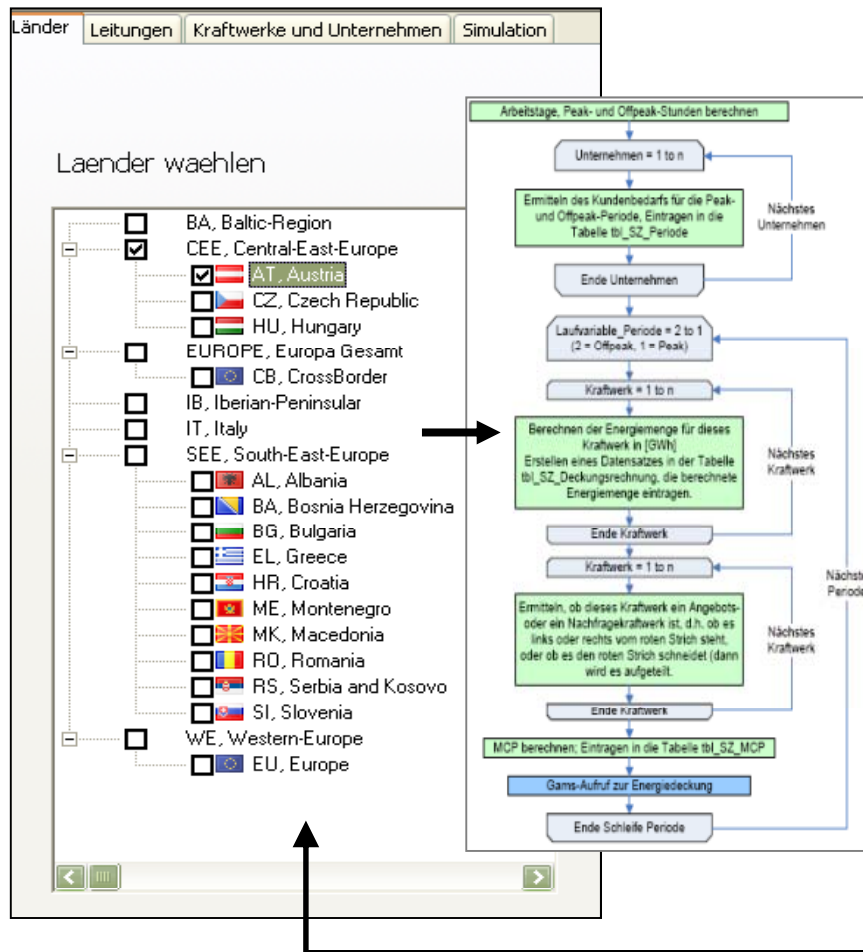 Länder
Leitungen
Kraftwerke und Unternehmen
Simulation
Laender waehlen
BA, Baltic-Region
CEE, Central-East-Europe
AT, Austria
CZ, Czech Republic
HU, Hungary
EUROPE, Europa Gesamt
CB, CrossBorder
IB, Iberian-Peninsular
IT, Italy
SEE, South-East-Europe
AL, Albania
BA, Bosnia Herzegovina
BG, Bulgaria
EL, Greece
HR, Croatia
ME, Montenegro
MK, Macedonia
RO, Romania
RS, Serbia and Kosovo
SI, Slovenia
WE, Western-Europe
EU, Europe
Arbeitstage, Peak- und Offpeak-Stunden berechnen
Unternehmen = 1 to n
Ermitteln des Kundenbedarfs für die Peak-
und Offpeak-Periode, Eintragen in die
Tabelle tbl_SZ_Periode
Nächstes
Unternehmen
Ende Unternehmen
Laufvariable_Periode = 2 to 1
(2 = Offpeak, 1 = Peak)
Kraftwerk = 1 to n
Berechnen der Energiemenge für dieses
Kraftwerk in [GWh]
Erstellen eines Datensatzes in der Tabelle
tbl_SZ_Deckungsrechnung, die berechnete
Energiemenge eintragen.
Nächstes
Kraftwerk
Ende Kraftwerk
Kraftwerk = 1 to n
Ermitteln, ob dieses Kraftwerk ein Angebots-
oder ein Nachfragekraftwerk ist, d.h. ob es
links oder rechts vom roten Strich steht,
oder ob es den roten Strich schneidet (dann
wird es aufgeteilt.
Nächstes
Kraftwerk
Nächste
Periode
Ende Kraftwerk
MCP berechnen; Eintragen in die Tabelle tbl_SZ_MCP
Gams-Aufruf zur Energiedeckung
Ende Schleife Periode